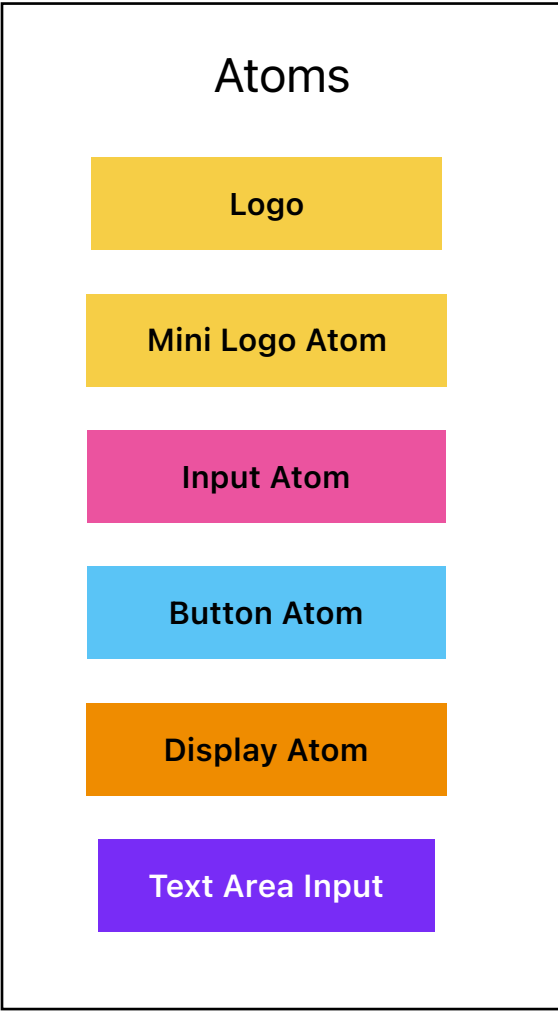 Atoms
Logo
Mini Logo Atom
Input Atom
Button Atom
Display Atom
Text Area Input